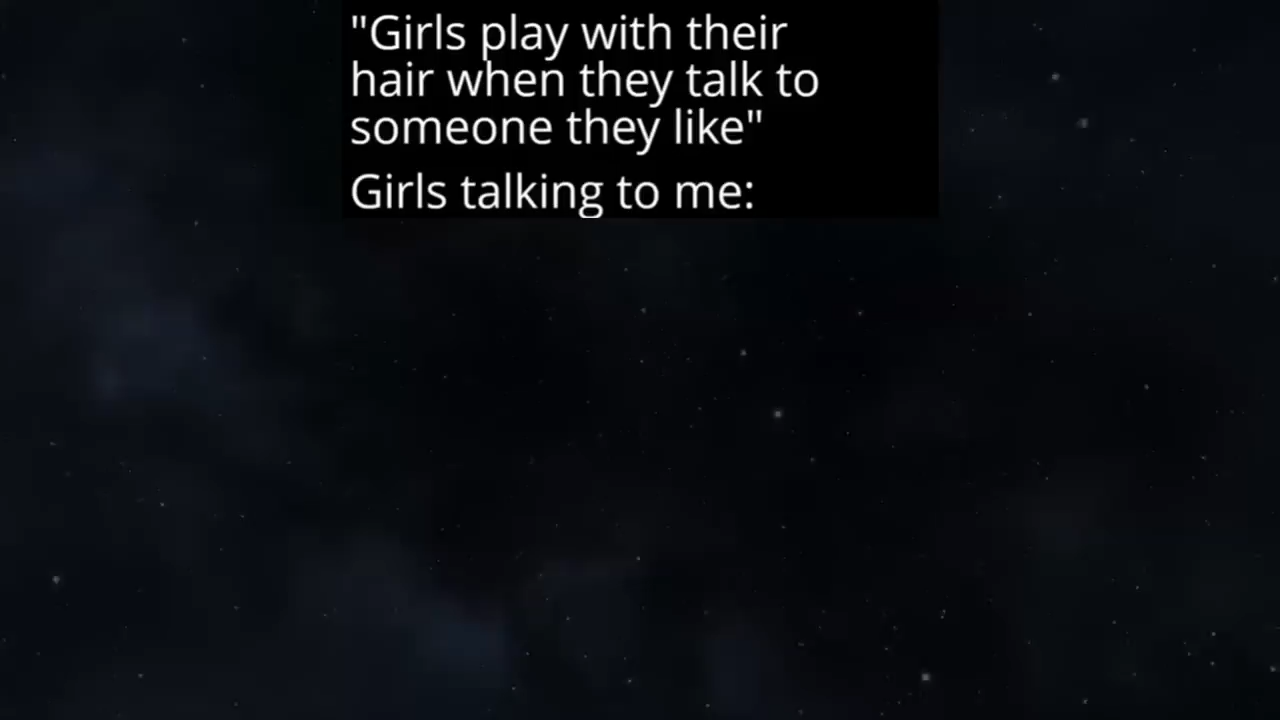 "Girls play with their
hair when they talk to
someone they like"
Girls talking to me: